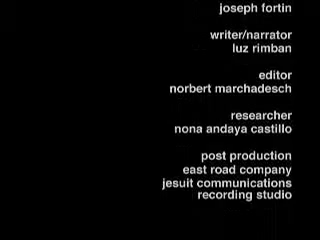 joseph fortin
writer/narrator
luz rimban
editor
norbert marchadesch
researcher
nona andaya castillo
post production
east road company
jesuit communications
recording studio